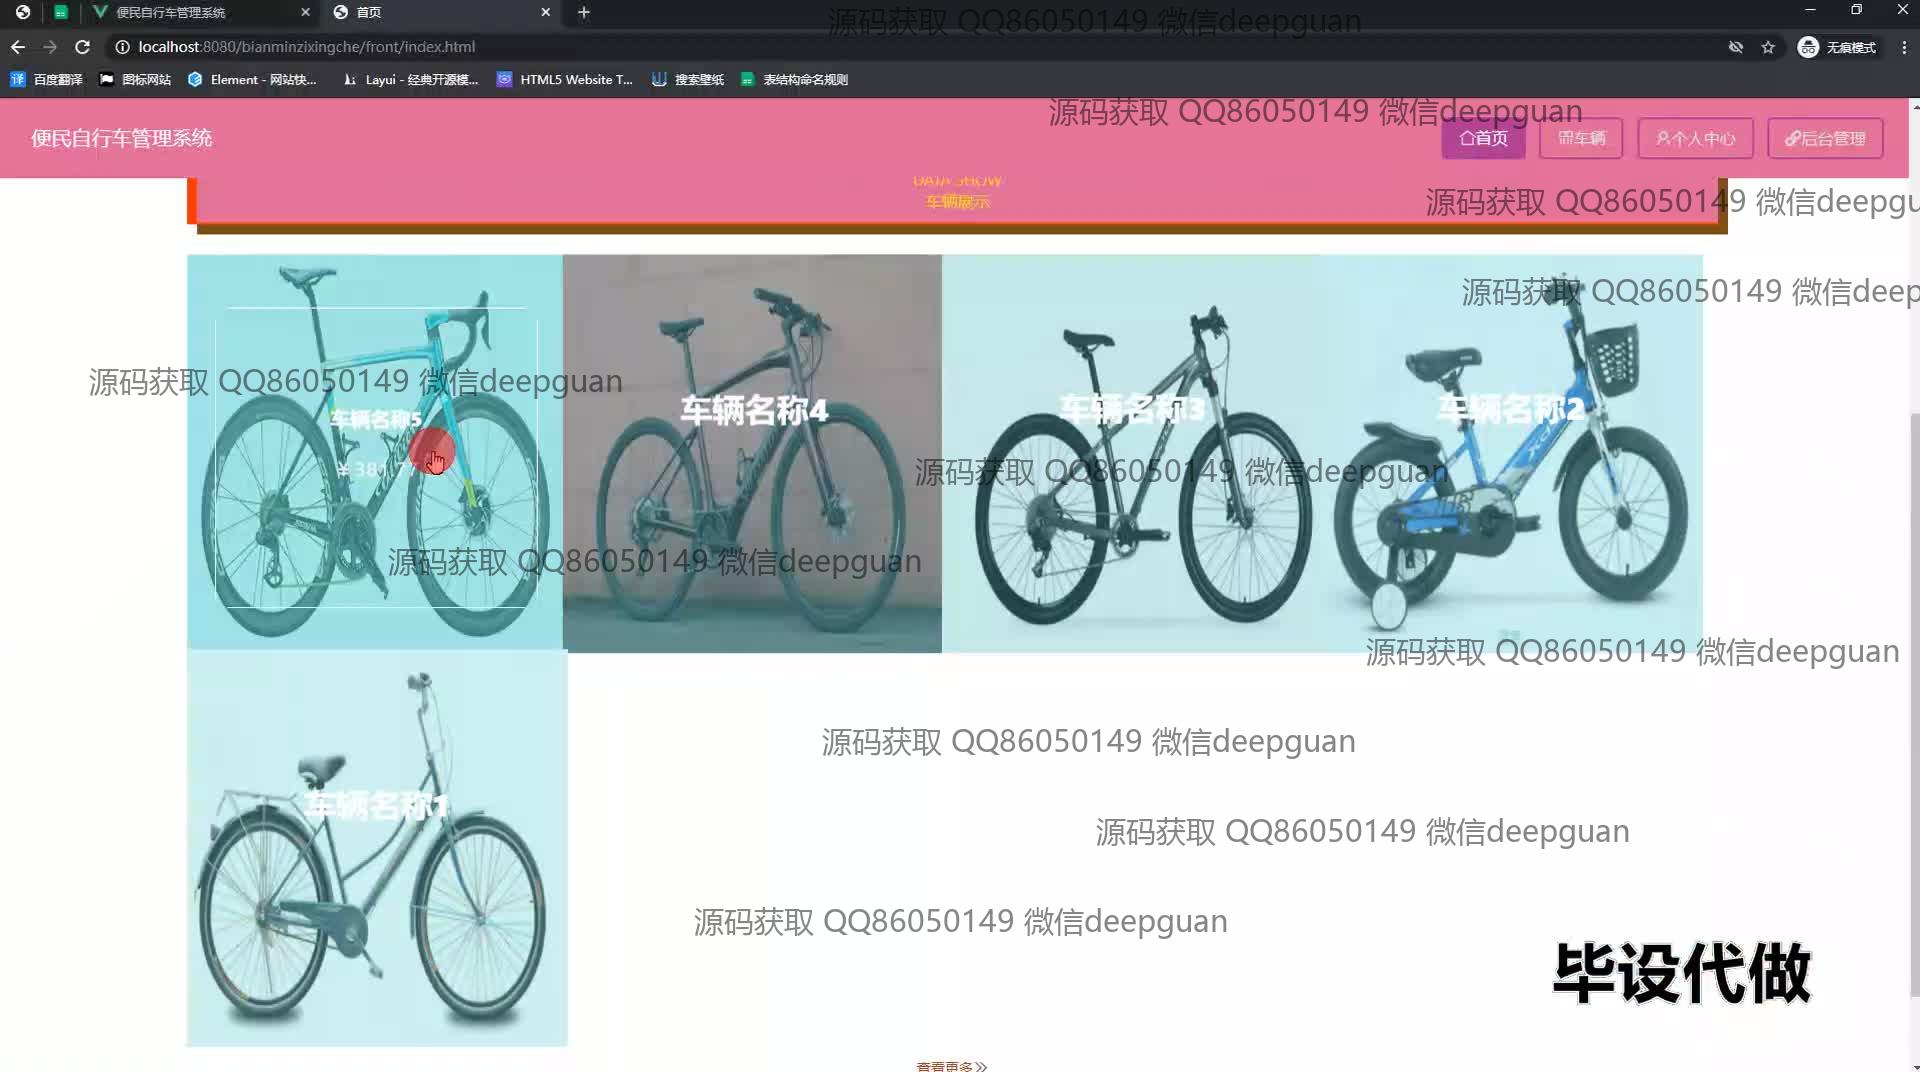 便民自行车管理系统
首页
源码获取 QQ86050149 微信deepguan
localhost:8080/bianminzixingche/front/index.html
无痕模式
百度翻译
图标网站
Element - 网站快...
Layui - 经典开源模...
HTML5 Website T...
搜索壁纸
表结构命名规则
源码获取 QQ86050149 微信deepguan
便民自行车管理系统
首页
车辆
个人中心
后台管理
DATA SHOW
车辆展示
源码获取 QQ86050149 微信deepgu
源码获取 QQ86050149 微信deep
源码获取 QQ86050149 微信deepguan
车辆名称5
车辆名称4
车辆名称3
车辆名称2
￥381.77
源码获取 QQ86050149 微信deepguan
源码获取 QQ86050149 微信deepguan
源码获取 QQ86050149 微信deepguan
源码获取 QQ86050149 微信deepguan
车辆名称1
源码获取 QQ86050149 微信deepguan
源码获取 QQ86050149 微信deepguan
毕设代做
查看更多